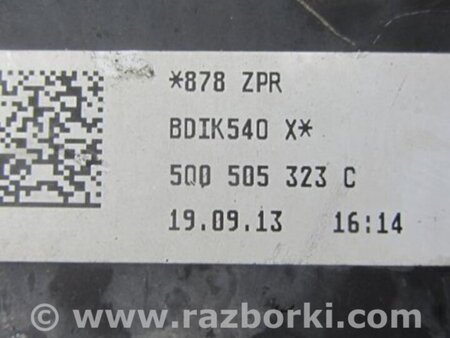 *878 ZPR
BDIK540 X*
5Q0 505 323 C
19.09.13 16:14
www.razborki.com